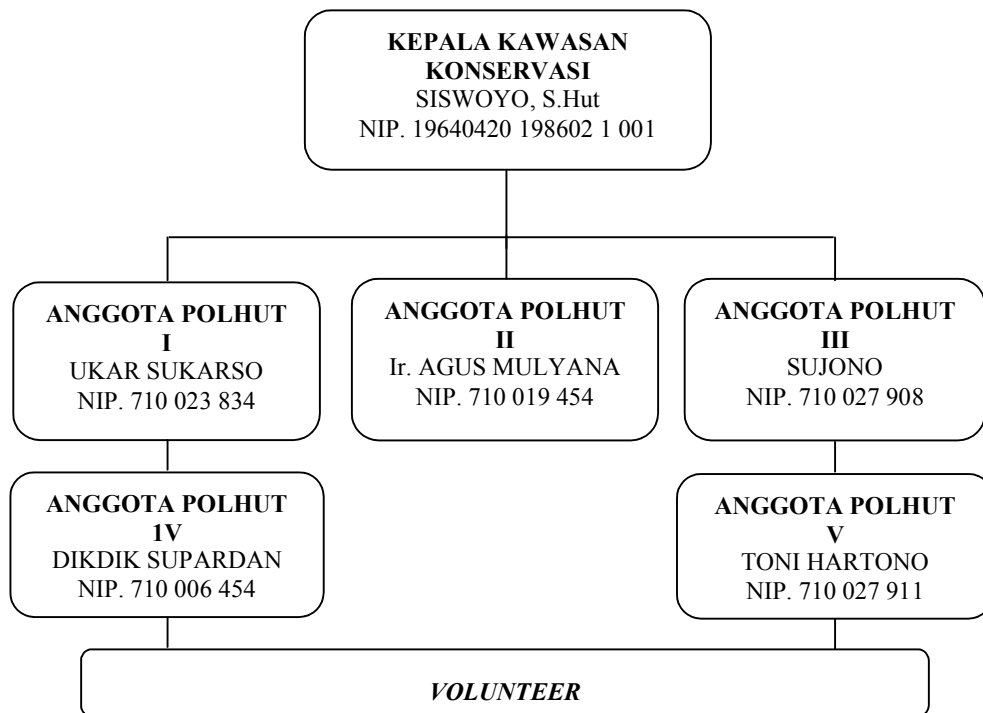 KEPALA KAWASAN
KONSERVASI
SISWOYO, S.Hut
NIP. 19640420 198602 1 001
ANGGOTA POLHUT
I
UKAR SUKARSO
NIP. 710 023 834
ANGGOTA POLHUT
II
Ir. AGUS MULYANA
NIP. 710 019 454
ANGGOTA POLHUT
III
SUJONO
NIP. 710 027 908
ANGGOTA POLHUT
1V
DIKDIK SUPARDAN
NIP. 710 006 454
ANGGOTA POLHUT
V
TONI HARTONO
NIP. 710 027 911
VOLUNTEER